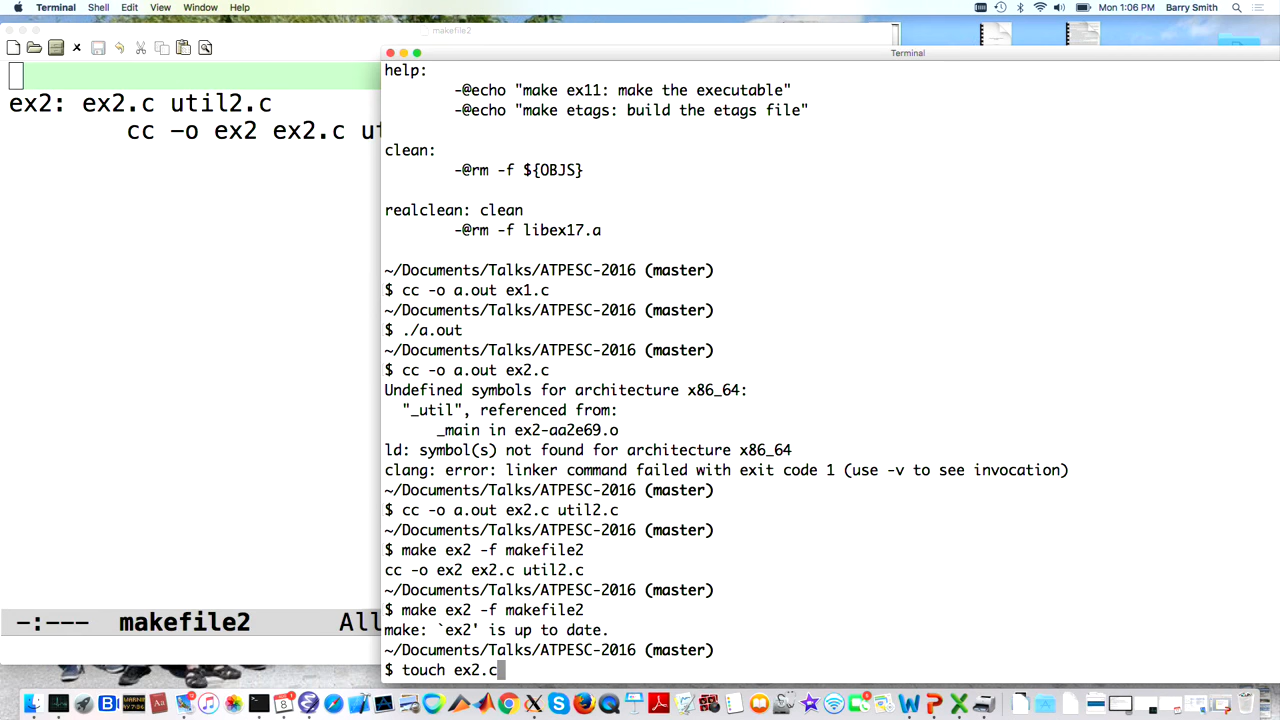 Terminal Shell Edit View Window Help
Mon 1:06 PM Barry Smith
makefile2
Terminal
ex2: ex2.c util2.c
cc -o ex2 ex2.c ut
-:--- makefile2 All
help:
-@echo "make ex11: make the executable"
-@echo "make etags: build the etags file"
clean:
-@rm -f ${OBJS}
realclean: clean
-@rm -f libex17.a
~/Documents/Talks/ATPESC-2016 (master)
$ cc -o a.out ex1.c
~/Documents/Talks/ATPESC-2016 (master)
$ ./a.out
~/Documents/Talks/ATPESC-2016 (master)
$ cc -o a.out ex2.c
Undefined symbols for architecture x86_64:
"_util", referenced from:
_main in ex2-aa2e69.o
ld: symbol(s) not found for architecture x86_64
clang: error: linker command failed with exit code 1 (use -v to see invocation)
~/Documents/Talks/ATPESC-2016 (master)
$ cc -o a.out ex2.c util2.c
~/Documents/Talks/ATPESC-2016 (master)
$ make ex2 -f makefile2
cc -o ex2 ex2.c util2.c
~/Documents/Talks/ATPESC-2016 (master)
$ make ex2 -f makefile2
make: `ex2' is up to date.
~/Documents/Talks/ATPESC-2016 (master)
$ touch ex2.c